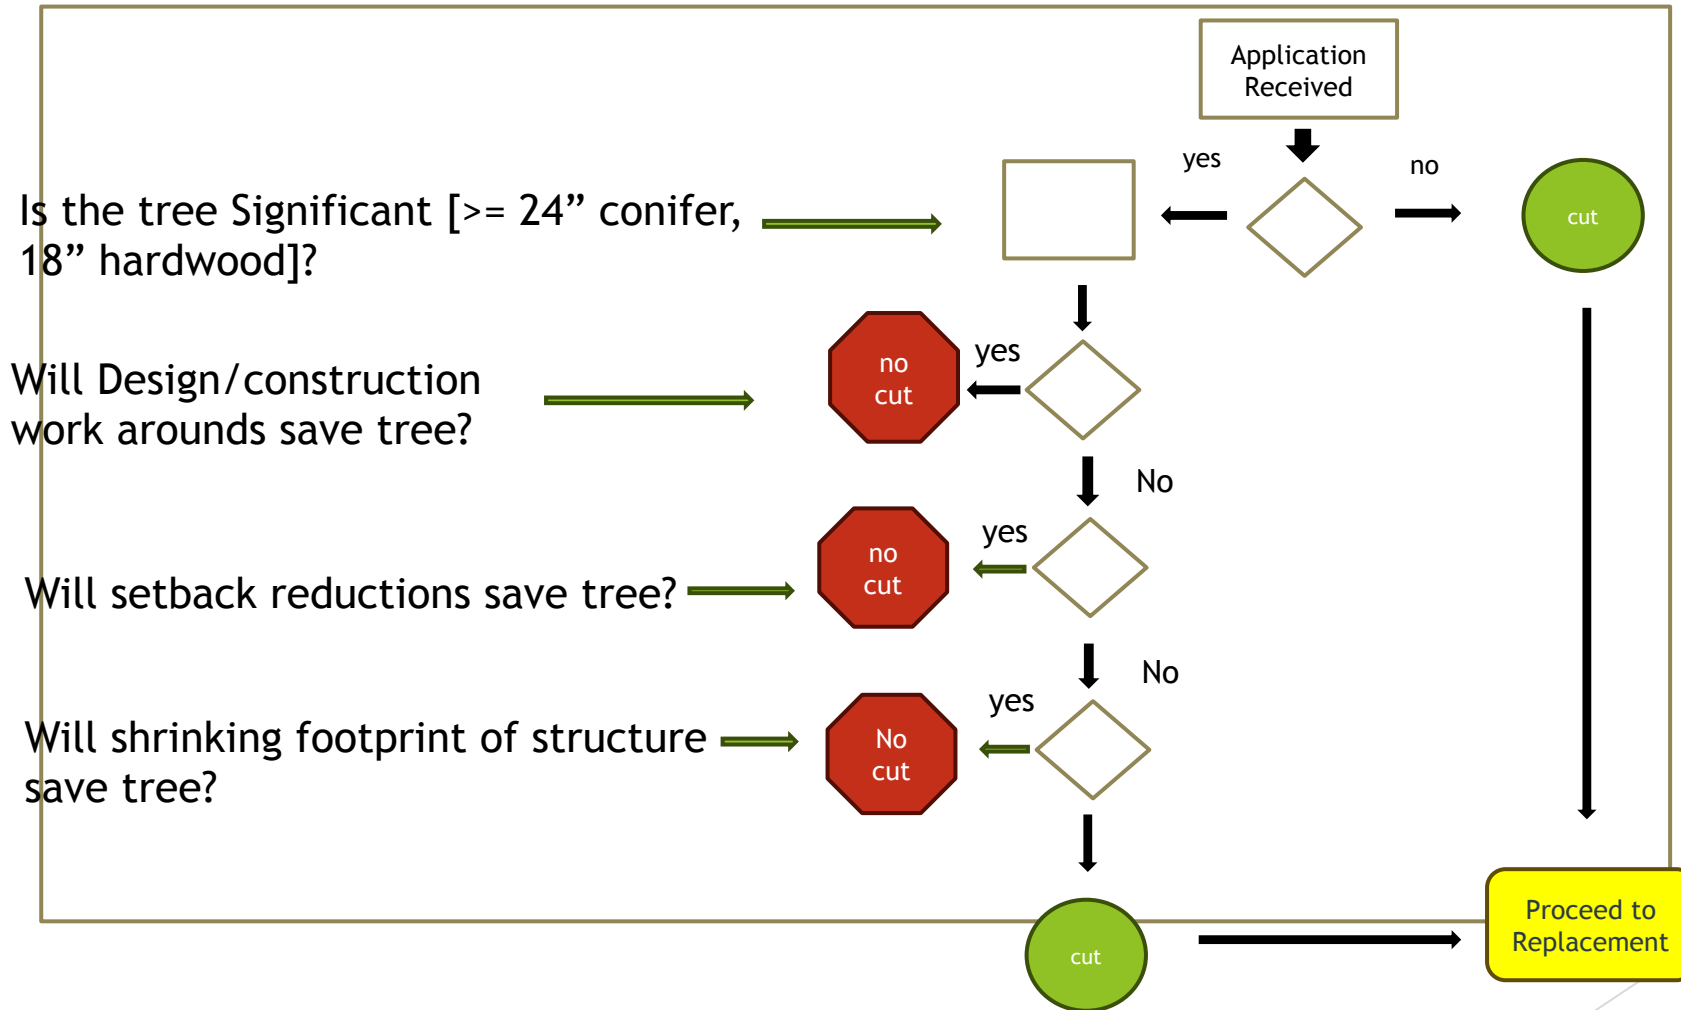 Application
Received
yes
no
Is the tree Significant [>= 24” conifer,
18” hardwood]?
cut
Will Design/construction
work arounds save tree?
no
cut
yes
No
Will setback reductions save tree?
no
cut
yes
No
Will shrinking footprint of structure
save tree?
No
cut
yes
cut
Proceed to
Replacement